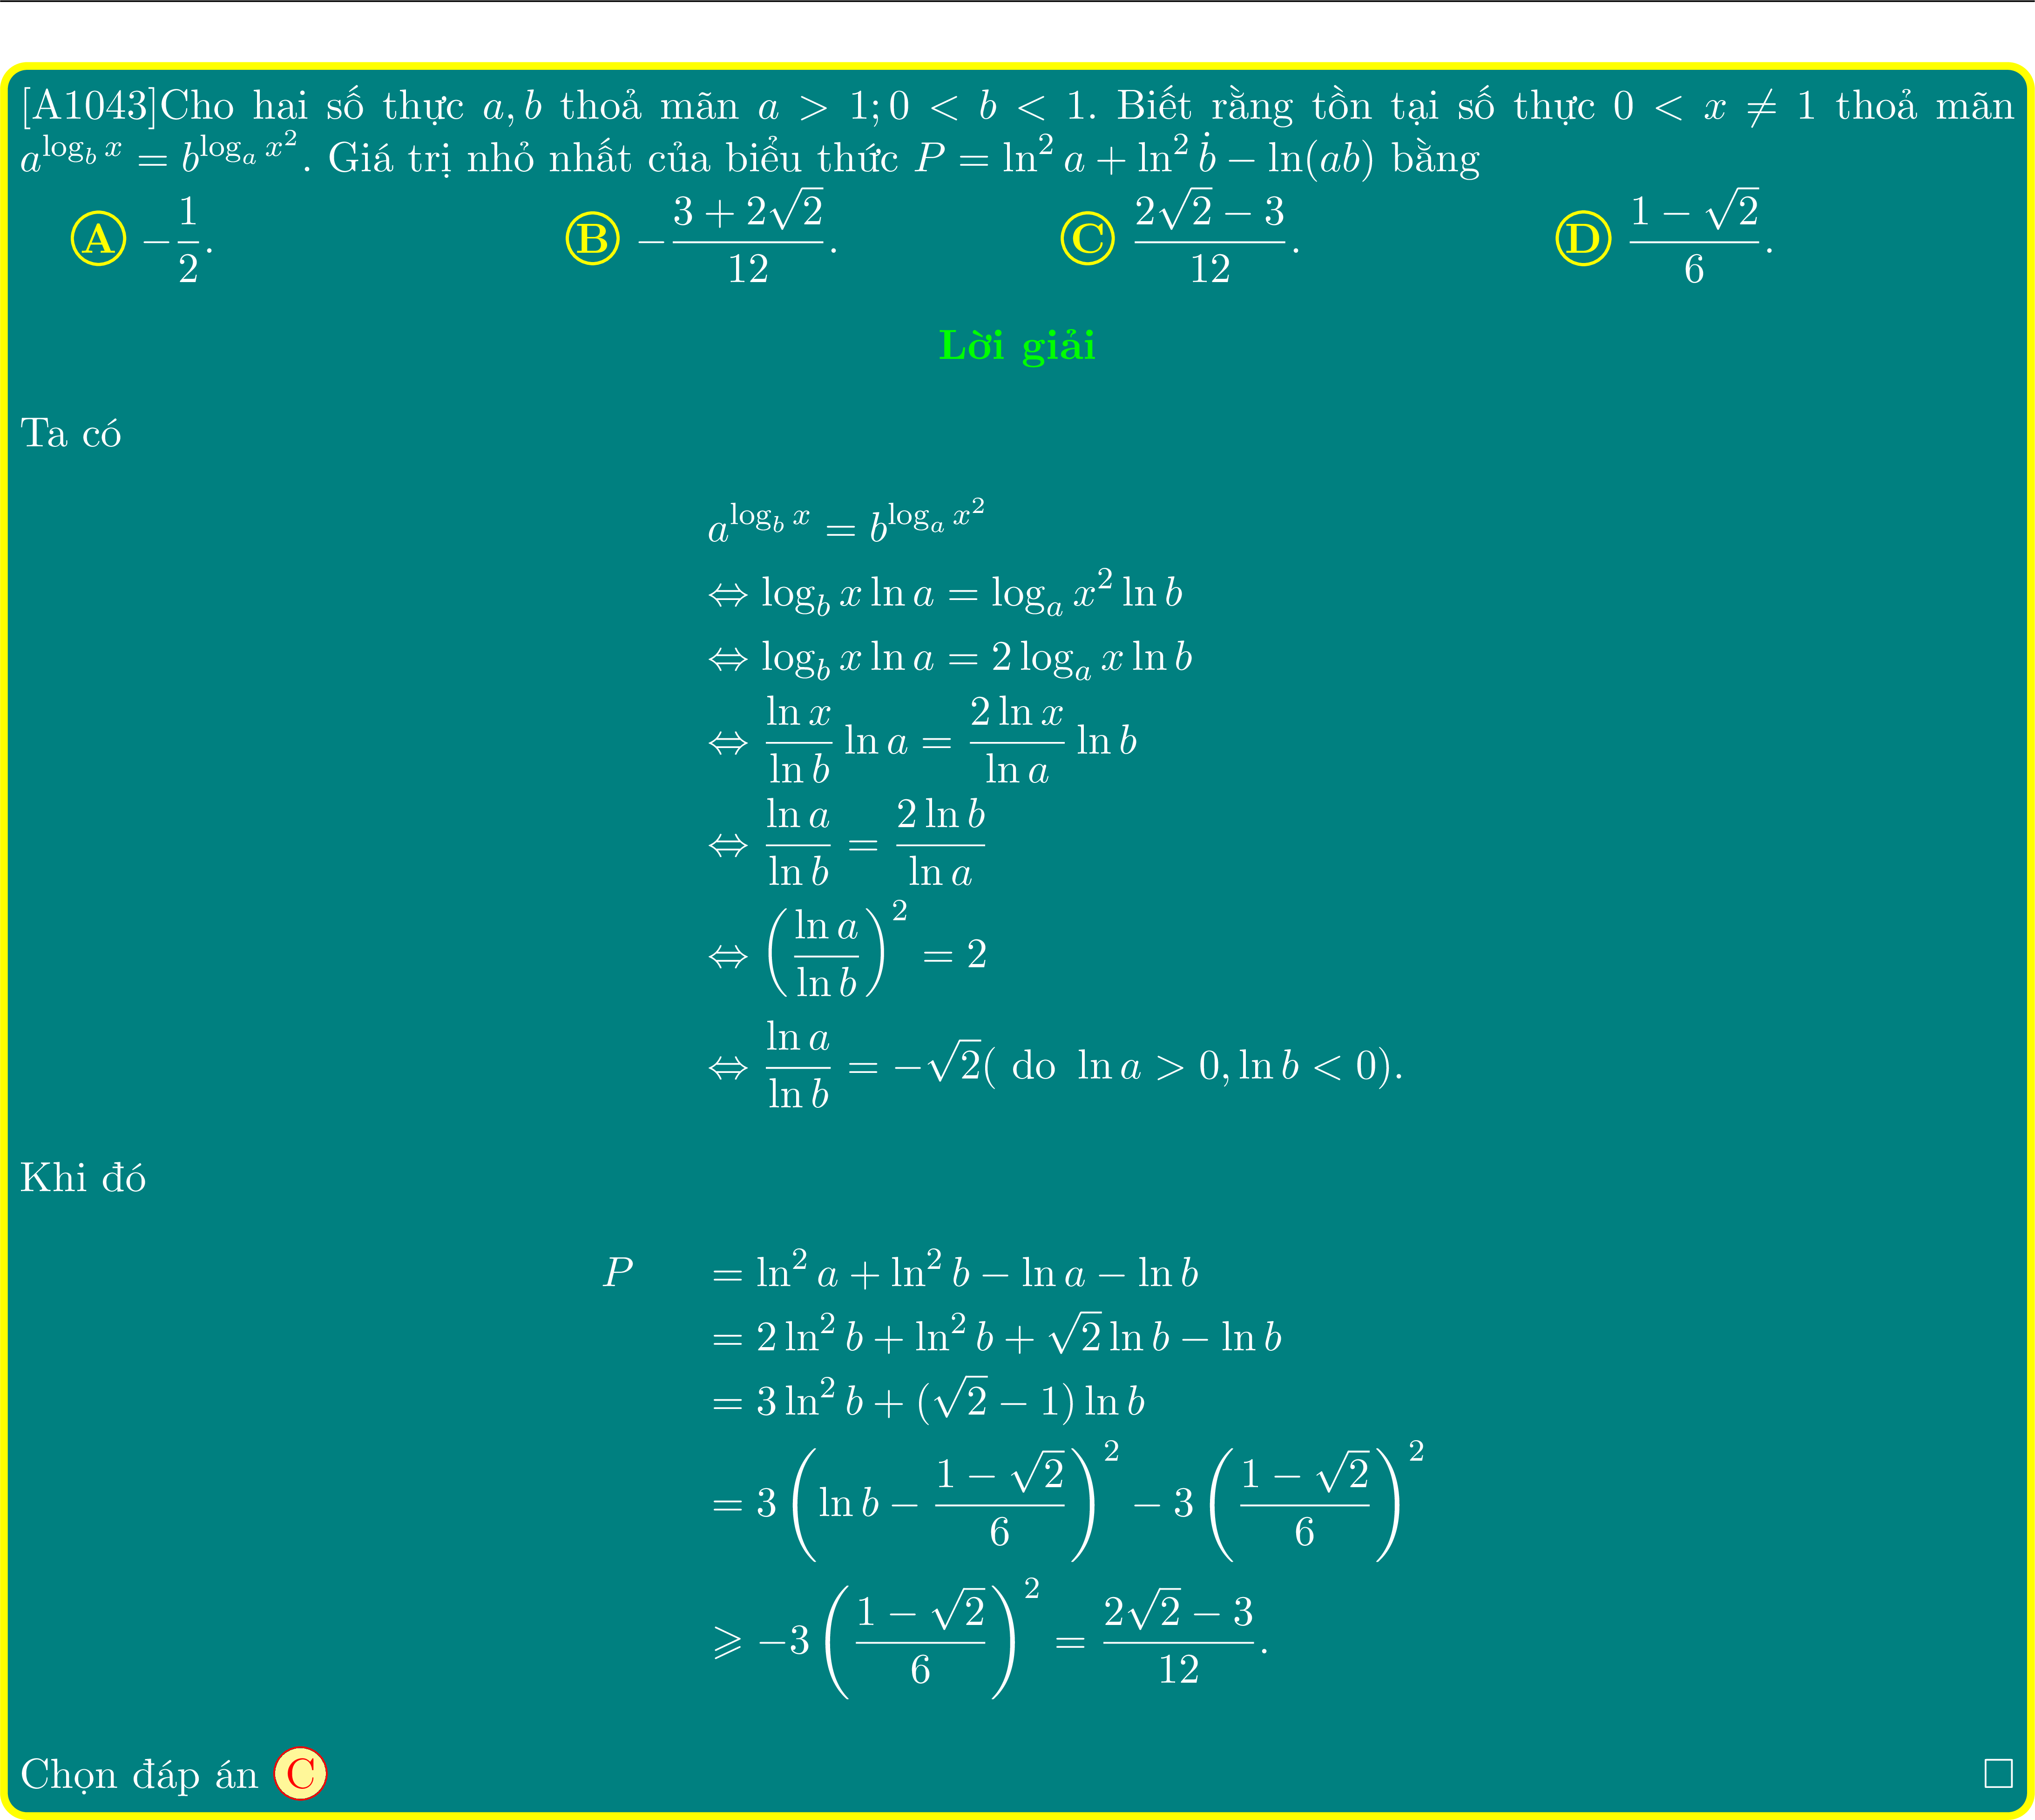 [A1043]Cho hai số thực $a, b$ thoả mãn $a > 1; 0 < b < 1$. Biết rằng tồn tại số thực $0 < x \neq 1$ thoả mãn
$a^{\log_b x} = b^{\log_a x^2}$. Giá trị nhỏ nhất của biểu thức $P = \ln^2 a + \ln^2 \dot{b} - \ln(ab)$ bằng
Ⓐ $-\frac{1}{2}$. Ⓑ $-\frac{3 + 2\sqrt{2}}{12}$. Ⓒ $\frac{2\sqrt{2} - 3}{12}$. Ⓓ $\frac{1 - \sqrt{2}}{6}$.
Lời giải
Ta có
$a^{\log_b x} = b^{\log_a x^2}$
$\Leftrightarrow \log_b x \ln a = \log_a x^2 \ln b$
$\Leftrightarrow \log_b x \ln a = 2 \log_a x \ln b$
$\Leftrightarrow \frac{\ln x}{\ln b} \ln a = \frac{2 \ln x}{\ln a} \ln b$
$\Leftrightarrow \frac{\ln a}{\ln b} = \frac{2 \ln b}{\ln a}$
$\Leftrightarrow \left(\frac{\ln a}{\ln b}\right)^2 = 2$
$\Leftrightarrow \frac{\ln a}{\ln b} = -\sqrt{2}($ do $\ln a > 0, \ln b < 0)$.
Khi đó
$P = \ln^2 a + \ln^2 b - \ln a - \ln b$
$= 2 \ln^2 b + \ln^2 b + \sqrt{2} \ln b - \ln b$
$= 3 \ln^2 b + (\sqrt{2} - 1) \ln b$
$= 3 \left(\ln b - \frac{1 - \sqrt{2}}{6}\right)^2 - 3 \left(\frac{1 - \sqrt{2}}{6}\right)^2$
$\geqslant -3 \left(\frac{1 - \sqrt{2}}{6}\right)^2 = \frac{2\sqrt{2} - 3}{12}$.
Chọn đáp án Ⓒ □